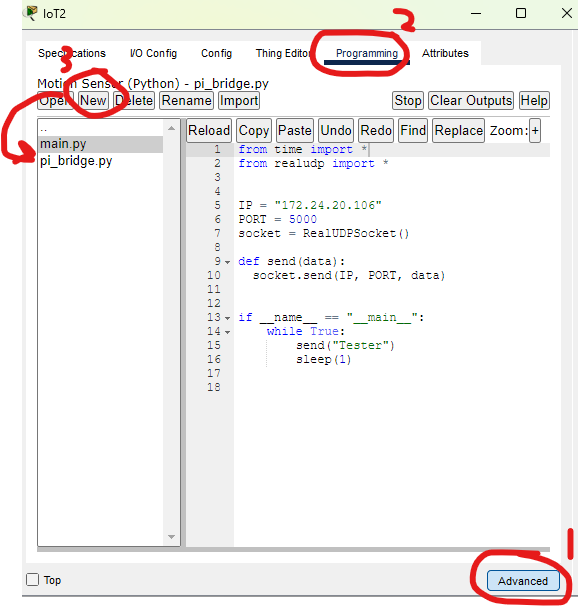 IoT2
2
Specifications I/O Config Config Thing Editor Programming Attributes
3
Motion Sensor (Python) - pi_bridge.py
Open New Delete Rename Import Stop Clear Outputs Help
Reload Copy Paste Undo Redo Find Replace Zoom: +
..
main.py
pi_bridge.py
1 from time import *
2 from realudp import *
3
4
5 IP = "172.24.20.106"
6 PORT = 5000
7 socket = RealUDPSocket()
8
9 def send(data):
10 socket.send(IP, PORT, data)
11
12
13 if __name__ == "__main__":
14 while True:
15 send("Tester")
16 sleep(1)
17
18
1
Top Advanced